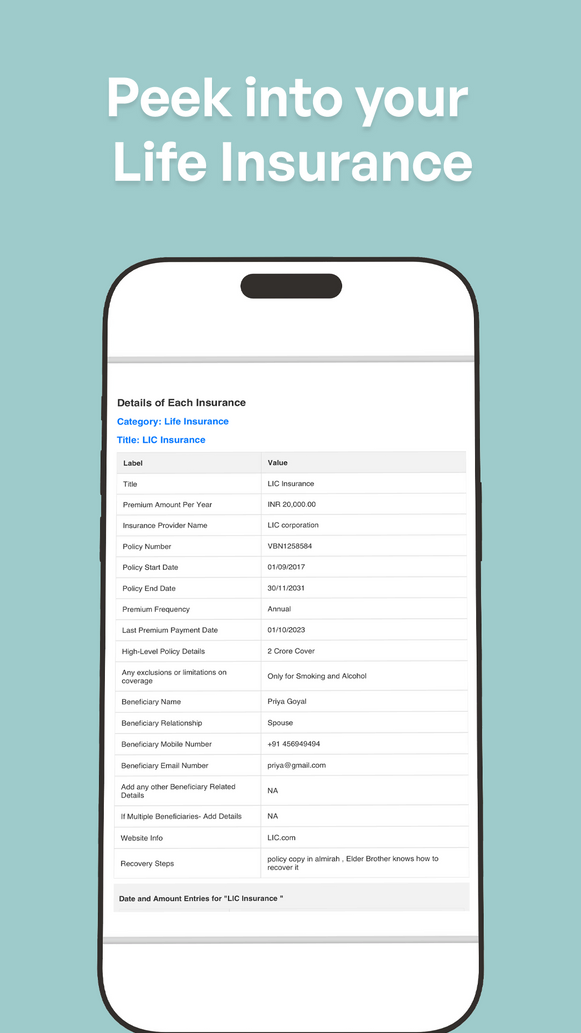 Peek into your
Life Insurance
Details of Each Insurance
Category: Life Insurance
Title: LIC Insurance
Label Value
Title LIC Insurance
Premium Amount Per Year INR 20,000.00
Insurance Provider Name LIC corporation
Policy Number VBN1258584
Policy Start Date 01/09/2017
Policy End Date 30/11/2031
Premium Frequency Annual
Last Premium Payment Date 01/10/2023
High-Level Policy Details 2 Crore Cover
Any exclusions or limitations on
coverage Only for Smoking and Alcohol
Beneficiary Name Priya Goyal
Beneficiary Relationship Spouse
Beneficiary Mobile Number +91 456949494
Beneficiary Email Number priya@gmail.com
Add any other Beneficiary Related
Details NA
If Multiple Beneficiaries- Add Details NA
Website Info LIC.com
Recovery Steps policy copy in almirah , Elder Brother knows how to
recover it
Date and Amount Entries for "LIC Insurance "